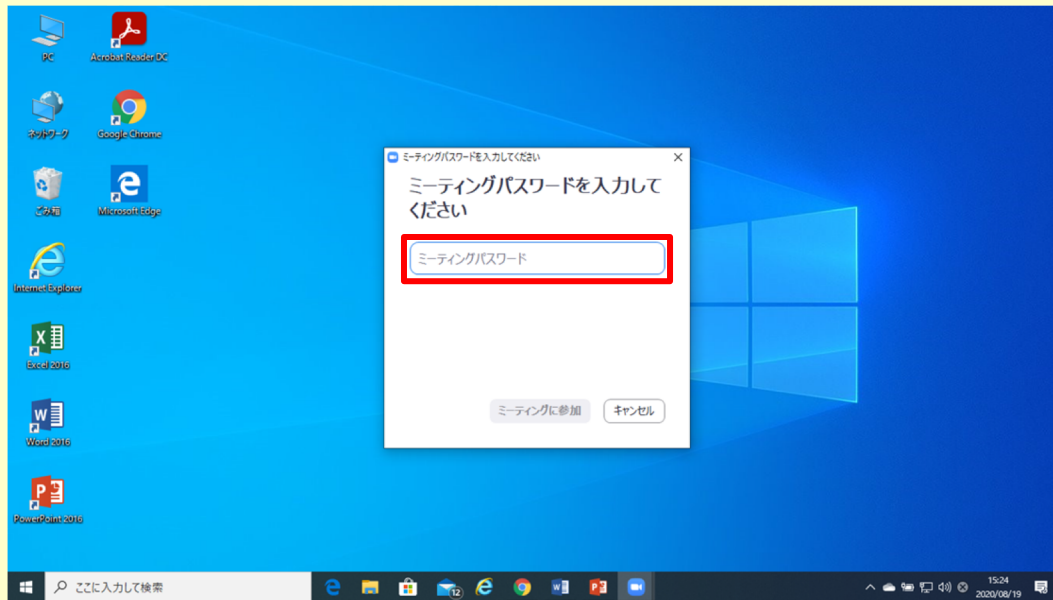 PC
Acrobat Reader DC
ネットワーク
Google Chrome
ごみ箱
Microsoft Edge
Internet Explorer
Excel 2016
Word 2016
PowerPoint 2016
ミーティングパスワードを入力してください
ミーティングパスワードを入力して
ください
ミーティングパスワード
ミーティングに参加
キャンセル
ここに入力して検索
12
15:24
2020/08/19